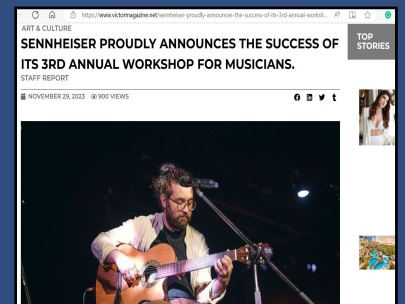 https://www.victormagazine.net/sennheiser-proudly-announces-the-success-of-its-3rd-annual-worksh...
ART & CULTURE
SENNHEISER PROUDLY ANNOUNCES THE SUCCESS OF
ITS 3RD ANNUAL WORKSHOP FOR MUSICIANS.
STAFF REPORT
NOVEMBER 29, 2023 900 VIEWS
TOP
STORIES